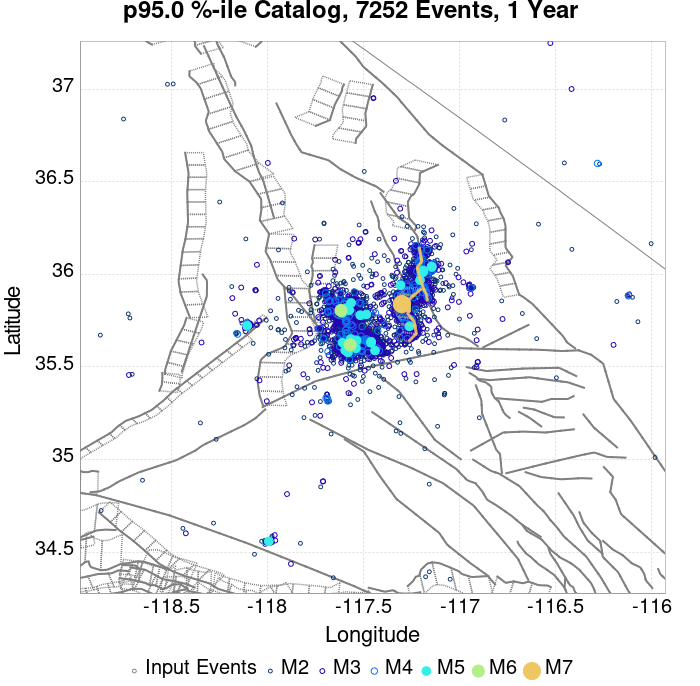 p95.0 %-ile Catalog, 7252 Events, 1 Year
37
36.5
36
35.5
35
34.5
Latitude
-118.5 -118 -117.5 -117 -116.5 -116
Longitude
Input Events M2 M3 M4 M5 M6 M7